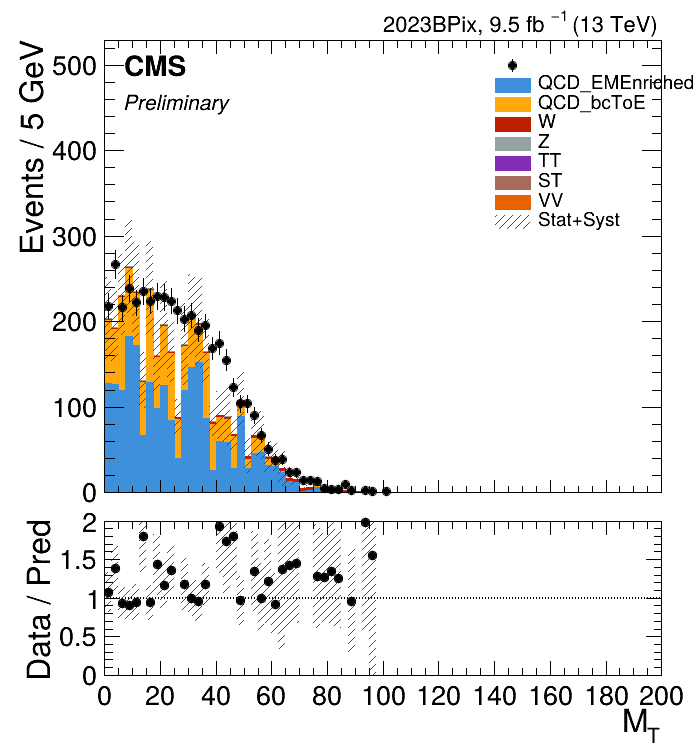 2023BPix, 9.5 fb⁻¹ (13 TeV)
Events / 5 GeV
CMS
Preliminary
QCD_EMEnriched
QCD_bcToE
W
Z
TT
ST
VV
Stat+Syst
500
400
300
200
100
0
Data / Pred
2
1.5
1
0.5
0
0 20 40 60 80 100 120 140 160 180 200
M_T